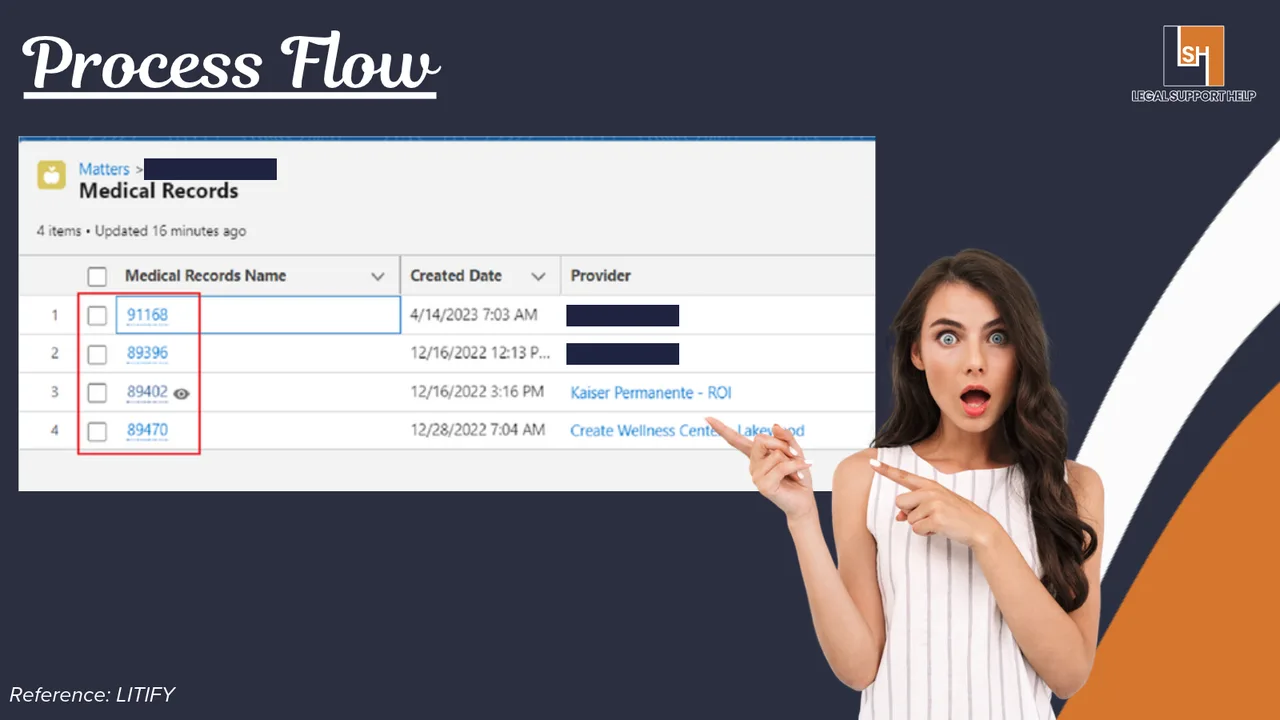 Process Flow
LSH
LEGAL SUPPORT HELP
Matters >
Medical Records
4 items • Updated 16 minutes ago
Medical Records Name Created Date Provider
1 91168 4/14/2023 7:03 AM
2 89396 12/16/2022 12:13 P...
3 89402 12/16/2022 3:16 PM Kaiser Permanente - ROI
4 89470 12/28/2022 7:04 AM Create Wellness Cente Lakewood
Reference: LITIFY